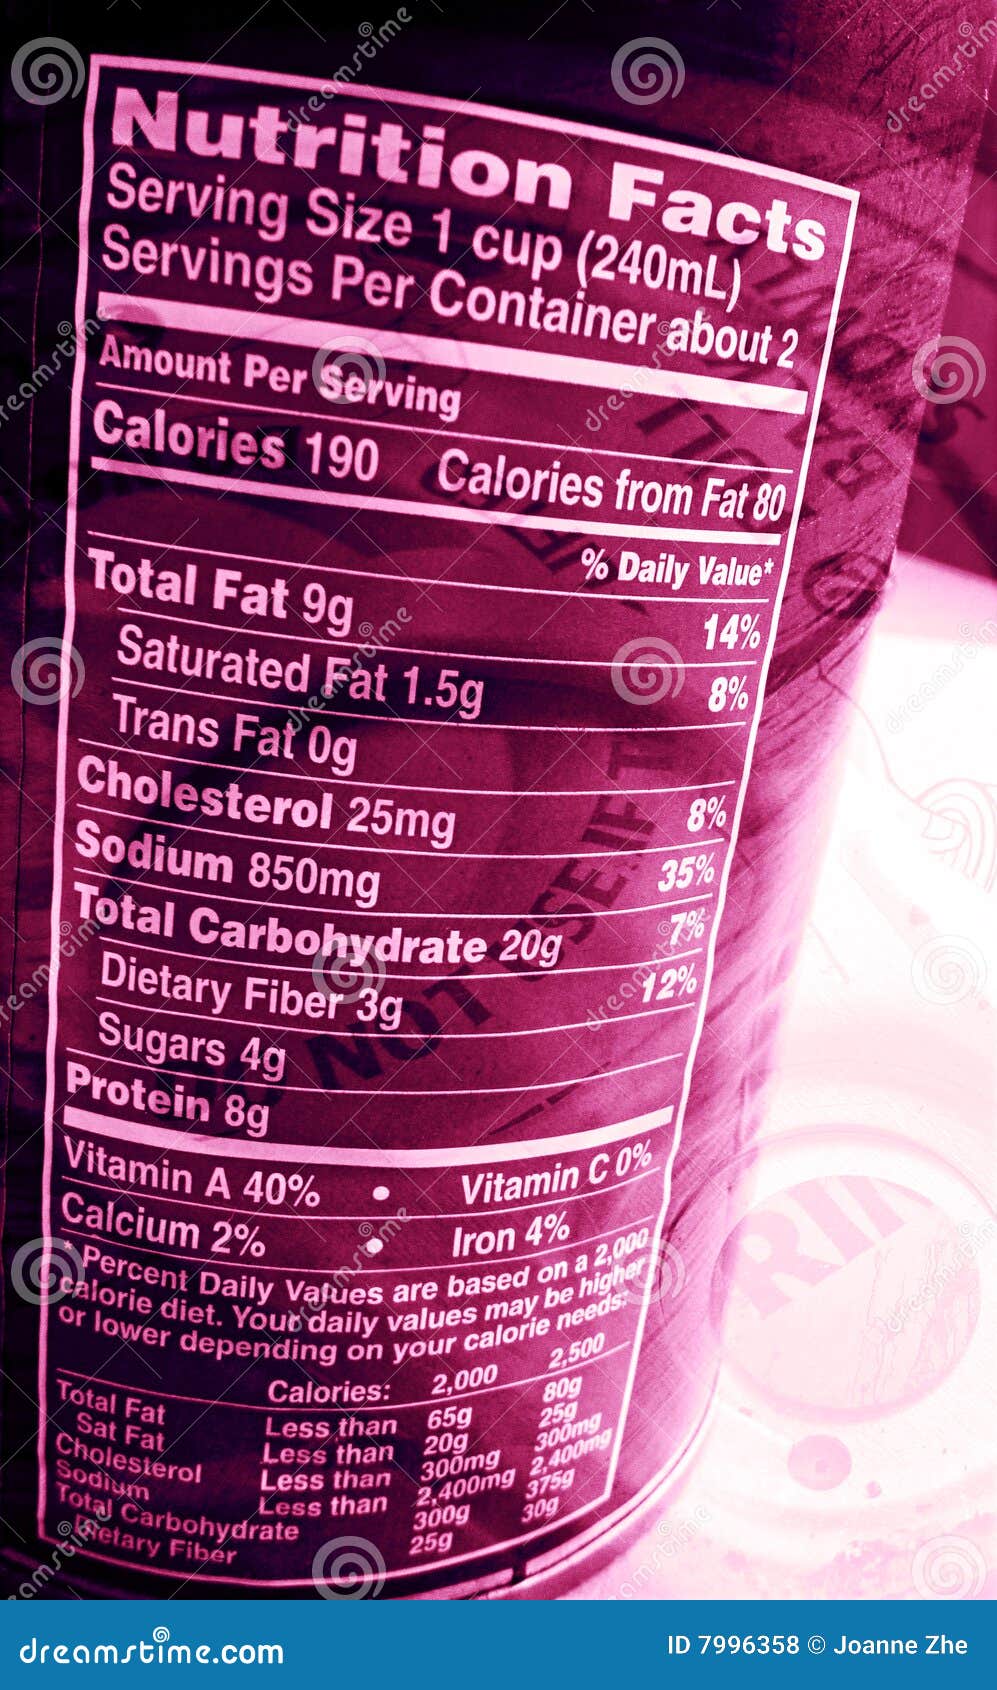 Nutrition Facts
Serving Size 1 cup (240mL)
Servings Per Container about 2
Amount Per Serving
Calories 190 Calories from Fat 80
% Daily Value*
Total Fat 9g 14%
Saturated Fat 1.5g 8%
Trans Fat 0g
Cholesterol 25mg 8%
Sodium 850mg 35%
Total Carbohydrate 20g 7%
Dietary Fiber 3g 12%
Sugars 4g
Protein 8g
Vitamin A 40% • Vitamin C 0%
Calcium 2% • Iron 4%
* Percent Daily Values are based on a 2,000
calorie diet. Your daily values may be higher
or lower depending on your calorie needs:
Calories: 2,000 2,500
Total Fat Less than 65g 80g
Sat Fat Less than 20g 25g
Cholesterol Less than 300mg 300mg
Sodium Less than 2,400mg 2,400mg
Total Carbohydrate 300g 375g
Dietary Fiber 25g 30g
NOT USE IF
dreamstime.com
ID 7996358 © Joanne Zhe